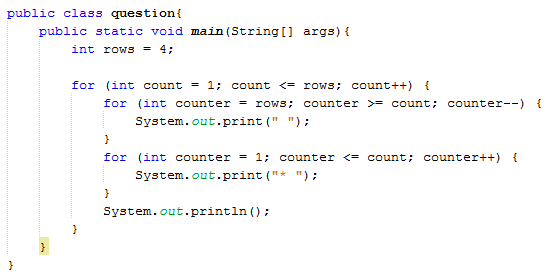 public class question{
    public static void main(String[] args){
        int rows = 4;

        for (int count = 1; count <= rows; count++) {
            for (int counter = rows; counter >= count; counter--) {
                System.out.print(" ");
            }
            for (int counter = 1; counter <= count; counter++) {
                System.out.print("* ");
            }
            System.out.println();
        }
    }
}